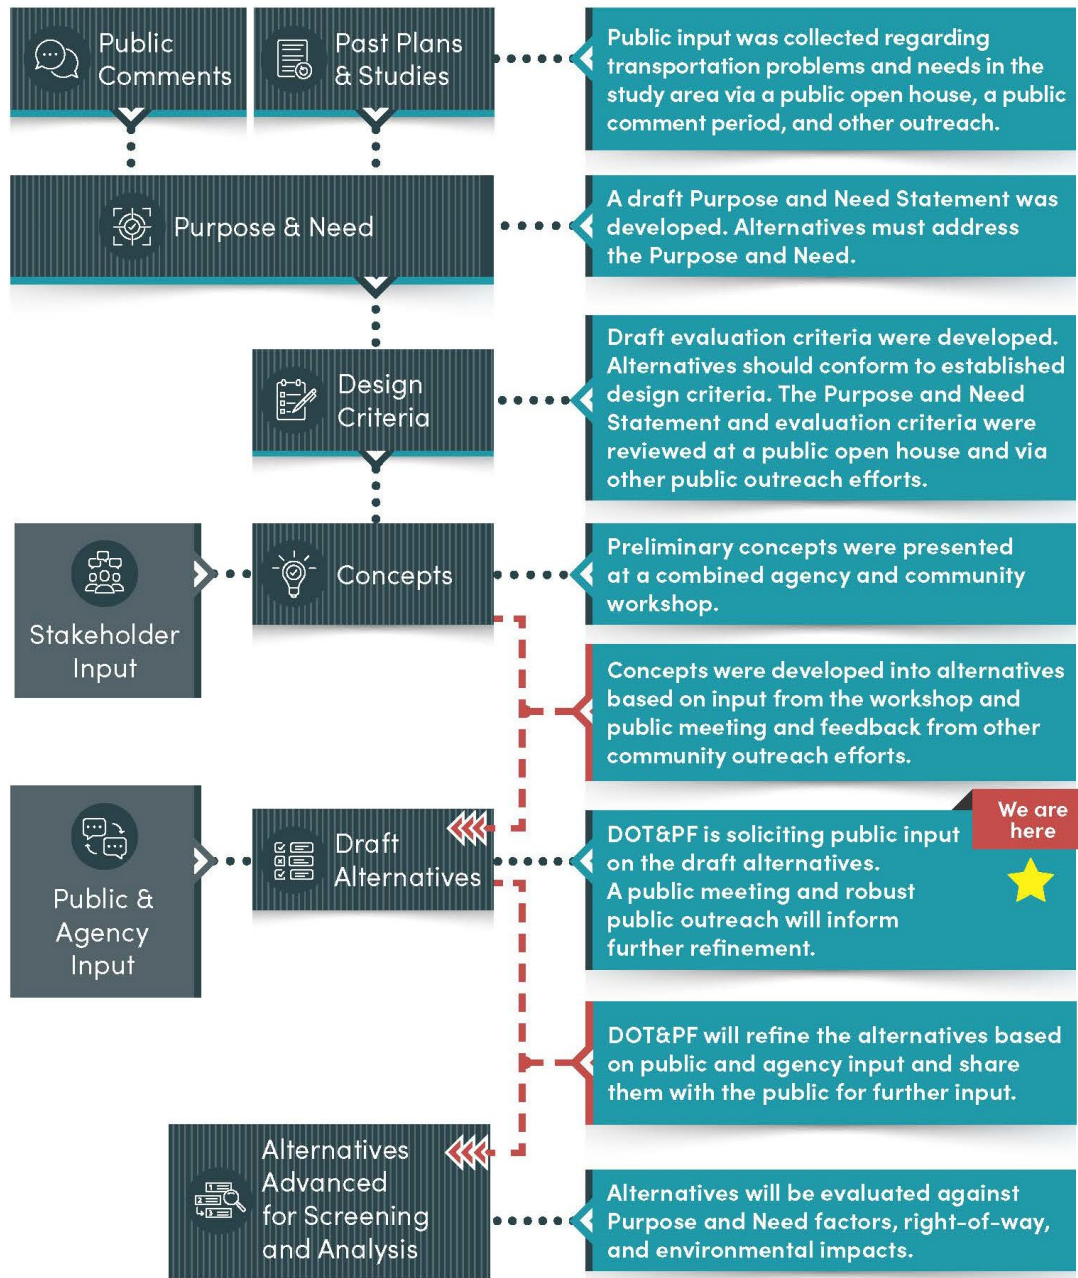 Public
Comments
Past Plans
& Studies
Public input was collected regarding
transportation problems and needs in the
study area via a public open house, a public
comment period, and other outreach.
Purpose & Need
A draft Purpose and Need Statement was
developed. Alternatives must address
the Purpose and Need.
Design
Criteria
Draft evaluation criteria were developed.
Alternatives should conform to established
design criteria. The Purpose and Need
Statement and evaluation criteria were
reviewed at a public open house and via
other public outreach efforts.
Stakeholder
Input
Concepts
Preliminary concepts were presented
at a combined agency and community
workshop.
Concepts were developed into alternatives
based on input from the workshop and
public meeting and feedback from other
community outreach efforts.
Public &
Agency
Input
Draft
Alternatives
We are
here
DOT&PF is soliciting public input
on the draft alternatives.
A public meeting and robust
public outreach will inform
further refinement.
DOT&PF will refine the alternatives based
on public and agency input and share
them with the public for further input.
1
2
3
Alternatives
Advanced
for Screening
and Analysis
Alternatives will be evaluated against
Purpose and Need factors, right-of-way,
and environmental impacts.